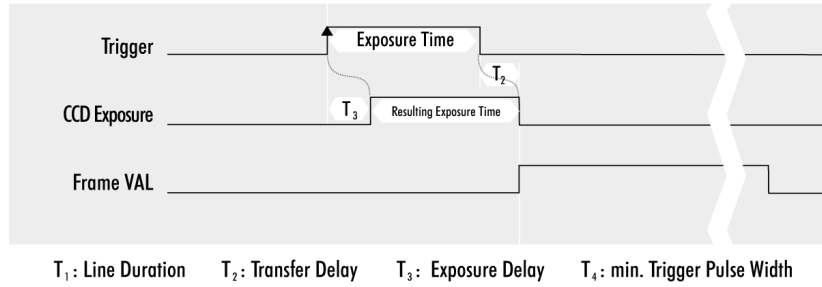 Trigger
Exposure Time
T₂
CCD Exposure
T₃
Resulting Exposure Time
Frame VAL
T₁: Line Duration T₂: Transfer Delay T₃: Exposure Delay T₄: min. Trigger Pulse Width